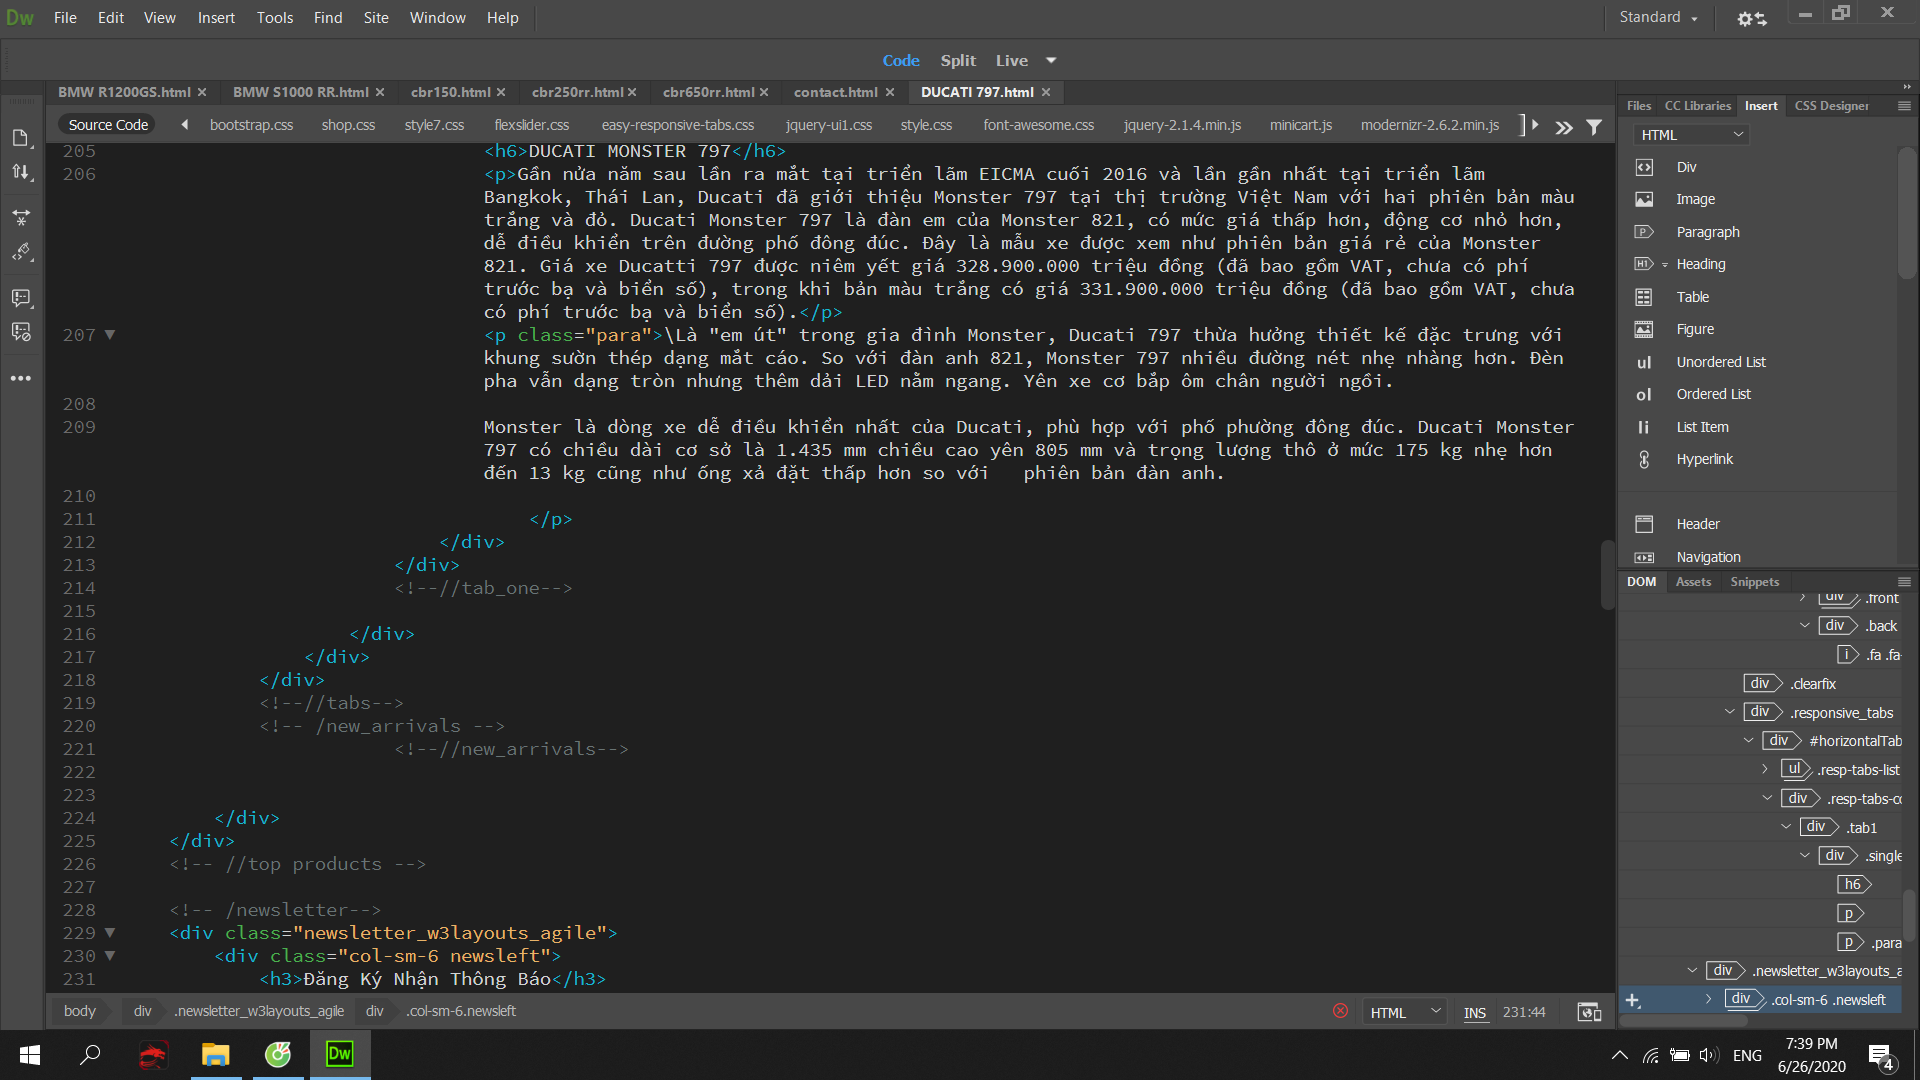 Dw File Edit View Insert Tools Find Site Window Help Standard
Code Split Live
BMW R1200GS.html BMW S1000 RR.html cbr150.html cbr250rr.html cbr650rr.html contact.html DUCATI 797.html
Source Code bootstrap.css shop.css style7.css flexslider.css easy-responsive-tabs.css jquery-ui1.css style.css font-awesome.css jquery-2.1.4.min.js minicart.js modernizr-2.6.2.min.js
205 <h6>DUCATI MONSTER 797</h6>
206 <p>Gần nửa năm sau lần ra mắt tại triển lãm EICMA cuối 2016 và lần gần nhất tại triển lãm
Bangkok, Thái Lan, Ducati đã giới thiệu Monster 797 tại thị trường Việt Nam với hai phiên bản màu
trắng và đỏ. Ducati Monster 797 là đàn em của Monster 821, có mức giá thấp hơn, động cơ nhỏ hơn,
dễ điều khiển trên đường phố đông đúc. Đây là mẫu xe được xem như phiên bản giá rẻ của Monster
821. Giá xe Ducatti 797 được niêm yết giá 328.900.000 triệu đồng (đã bao gồm VAT, chưa có phí
trước bạ và biển số), trong khi bản màu trắng có giá 331.900.000 triệu đồng (đã bao gồm VAT, chưa
có phí trước bạ và biển số).</p>
207 <p class="para">\Là "em út" trong gia đình Monster, Ducati 797 thừa hưởng thiết kế đặc trưng với
khung sườn thép dạng mắt cáo. So với đàn anh 821, Monster 797 nhiều đường nét nhẹ nhàng hơn. Đèn
pha vẫn dạng tròn nhưng thêm dải LED nằm ngang. Yên xe cơ bắp ôm chân người ngồi.
208
209 Monster là dòng xe dễ điều khiển nhất của Ducati, phù hợp với phố phường đông đúc. Ducati Monster
797 có chiều dài cơ sở là 1.435 mm chiều cao yên 805 mm và trọng lượng thô ở mức 175 kg nhẹ hơn
đến 13 kg cũng như ống xả đặt thấp hơn so với   phiên bản đàn anh.
210
211 </p>
212 </div>
213 </div>
214 <!--//tab_one-->
215
216 </div>
217 </div>
218 </div>
219 <!--//tabs-->
220 <!-- /new_arrivals -->
221 <!--//new_arrivals-->
222
223
224 </div>
225 </div>
226 <!-- //top products -->
227
228 <!-- /newsletter-->
229 <div class="newsletter_w3layouts_agile">
230 <div class="col-sm-6 newsleft">
231 <h3>Đăng Ký Nhận Thông Báo</h3>
body div .newsletter_w3layouts_agile div .col-sm-6.newsleft HTML INS 231:44
Files CC Libraries Insert CSS Designer
HTML
Div
Image
Paragraph
Heading
Table
Figure
ul Unordered List
ol Ordered List
li List Item
Hyperlink
Header
Navigation
DOM Assets Snippets
div .front
div .back
i .fa .fa-
div .clearfix
div .responsive_tabs
div #horizontalTab
ul .resp-tabs-list
div .resp-tabs-co
div .tab1
div .single
h6
p
p .para
div .newsletter_w3layouts_a
div .col-sm-6 .newsleft
Dw ENG 7:39 PM
6/26/2020 4